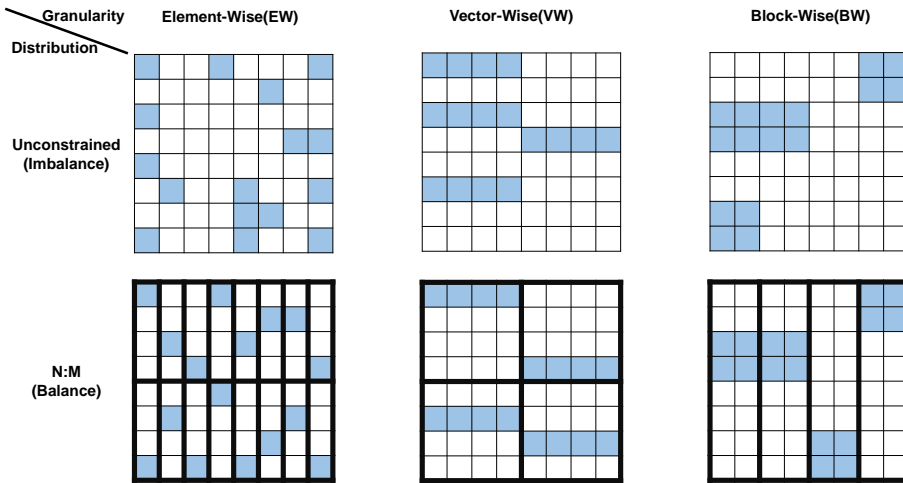 Granularity
Element-Wise(EW)
Vector-Wise(VW)
Block-Wise(BW)
Distribution
Unconstrained
(Imbalance)
N:M
(Balance)